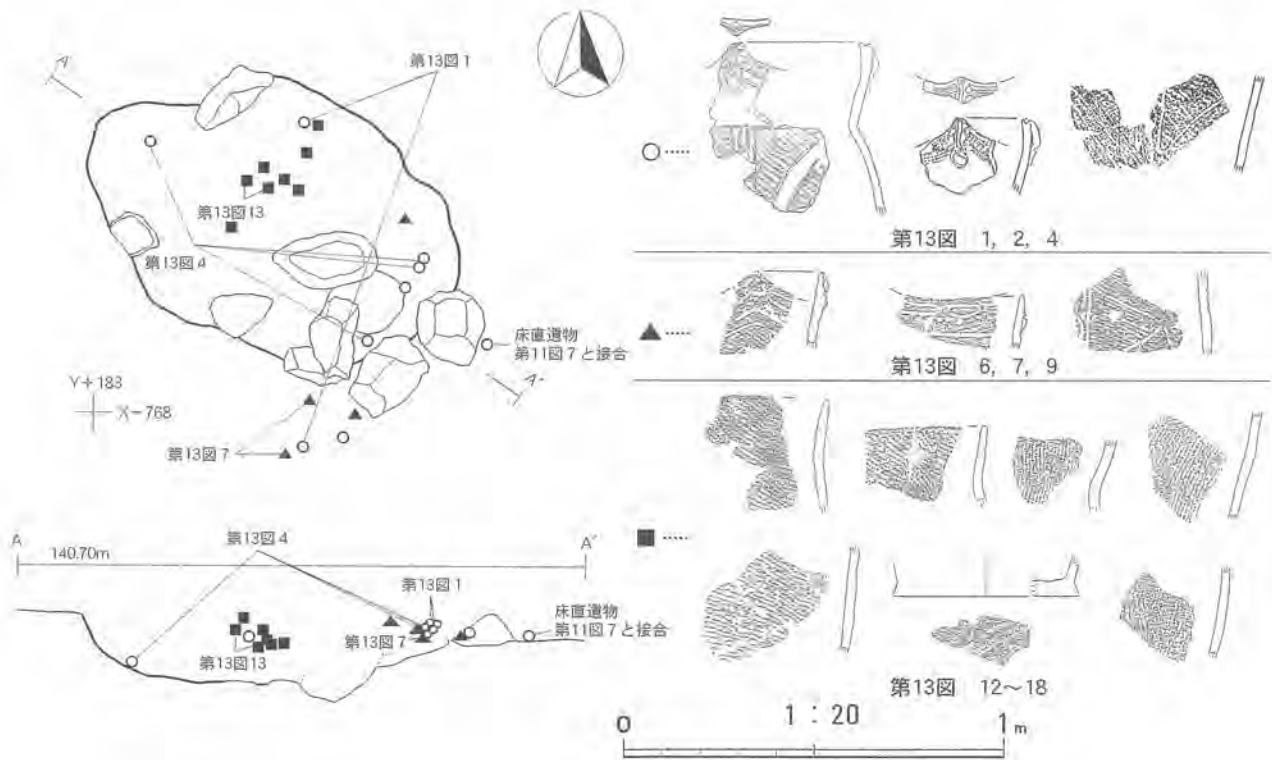 第13図1
A
第13図13
第13図4
床直遺物
第11図7と接合
A´
Y+183
X-768
第13図7
A
140.70m
第13図4
A´
第13図1
床直遺物
第11図7と接合
第13図7
第13図13
第13図 1, 2, 4
第13図 6, 7, 9
第13図 12~18
0
1:20
1m